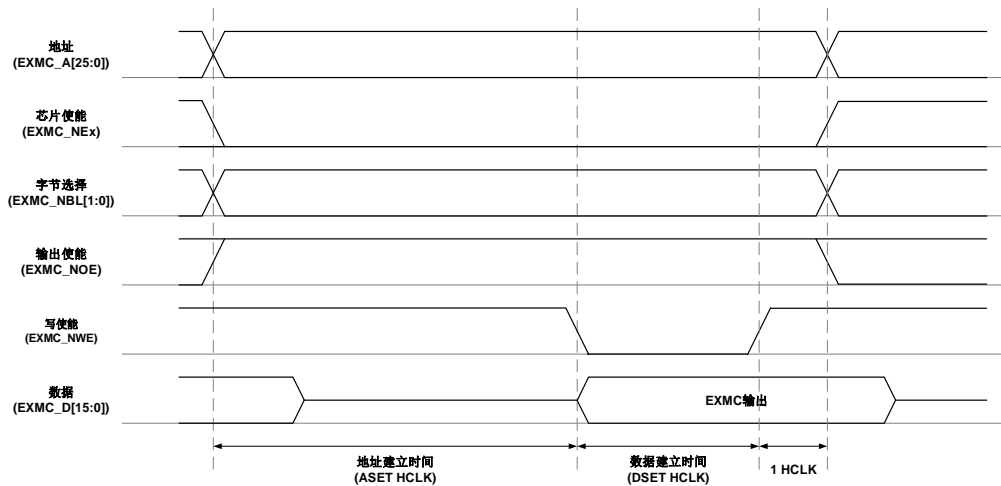 地址
(EXMC_A[25:0])
芯片使能
(EXMC_NEx)
字节选择
(EXMC_NBL[1:0])
输出使能
(EXMC_NOE)
写使能
(EXMC_NWE)
数据
(EXMC_D[15:0])
EXMC输出
地址建立时间
(ASET HCLK)
数据建立时间
(DSET HCLK)
1 HCLK